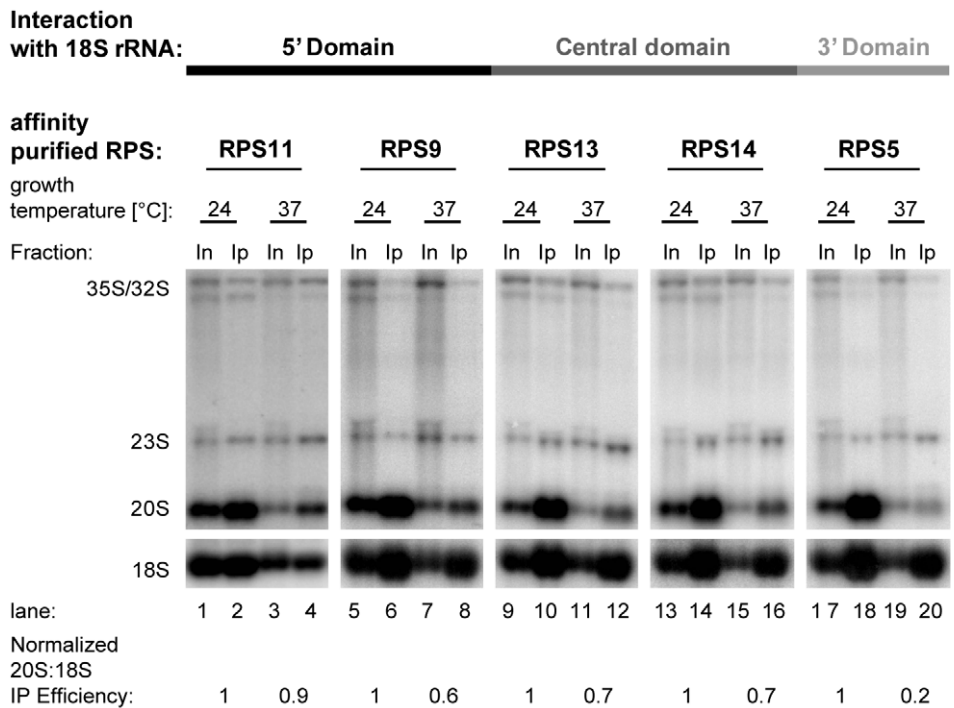 Interaction
with 18S rRNA: 5’ Domain Central domain 3’ Domain
affinity
purified RPS: RPS11 RPS9 RPS13 RPS14 RPS5
growth
temperature [°C]: 24 37 24 37 24 37 24 37 24 37
Fraction: In Ip In Ip In Ip In Ip In Ip In Ip In Ip In Ip In Ip In Ip
35S/32S
23S
20S
18S
lane: 1 2 3 4 5 6 7 8 9 10 11 12 13 14 15 16 17 18 19 20
Normalized
20S:18S
IP Efficiency: 1 0.9 1 0.6 1 0.7 1 0.7 1 0.2